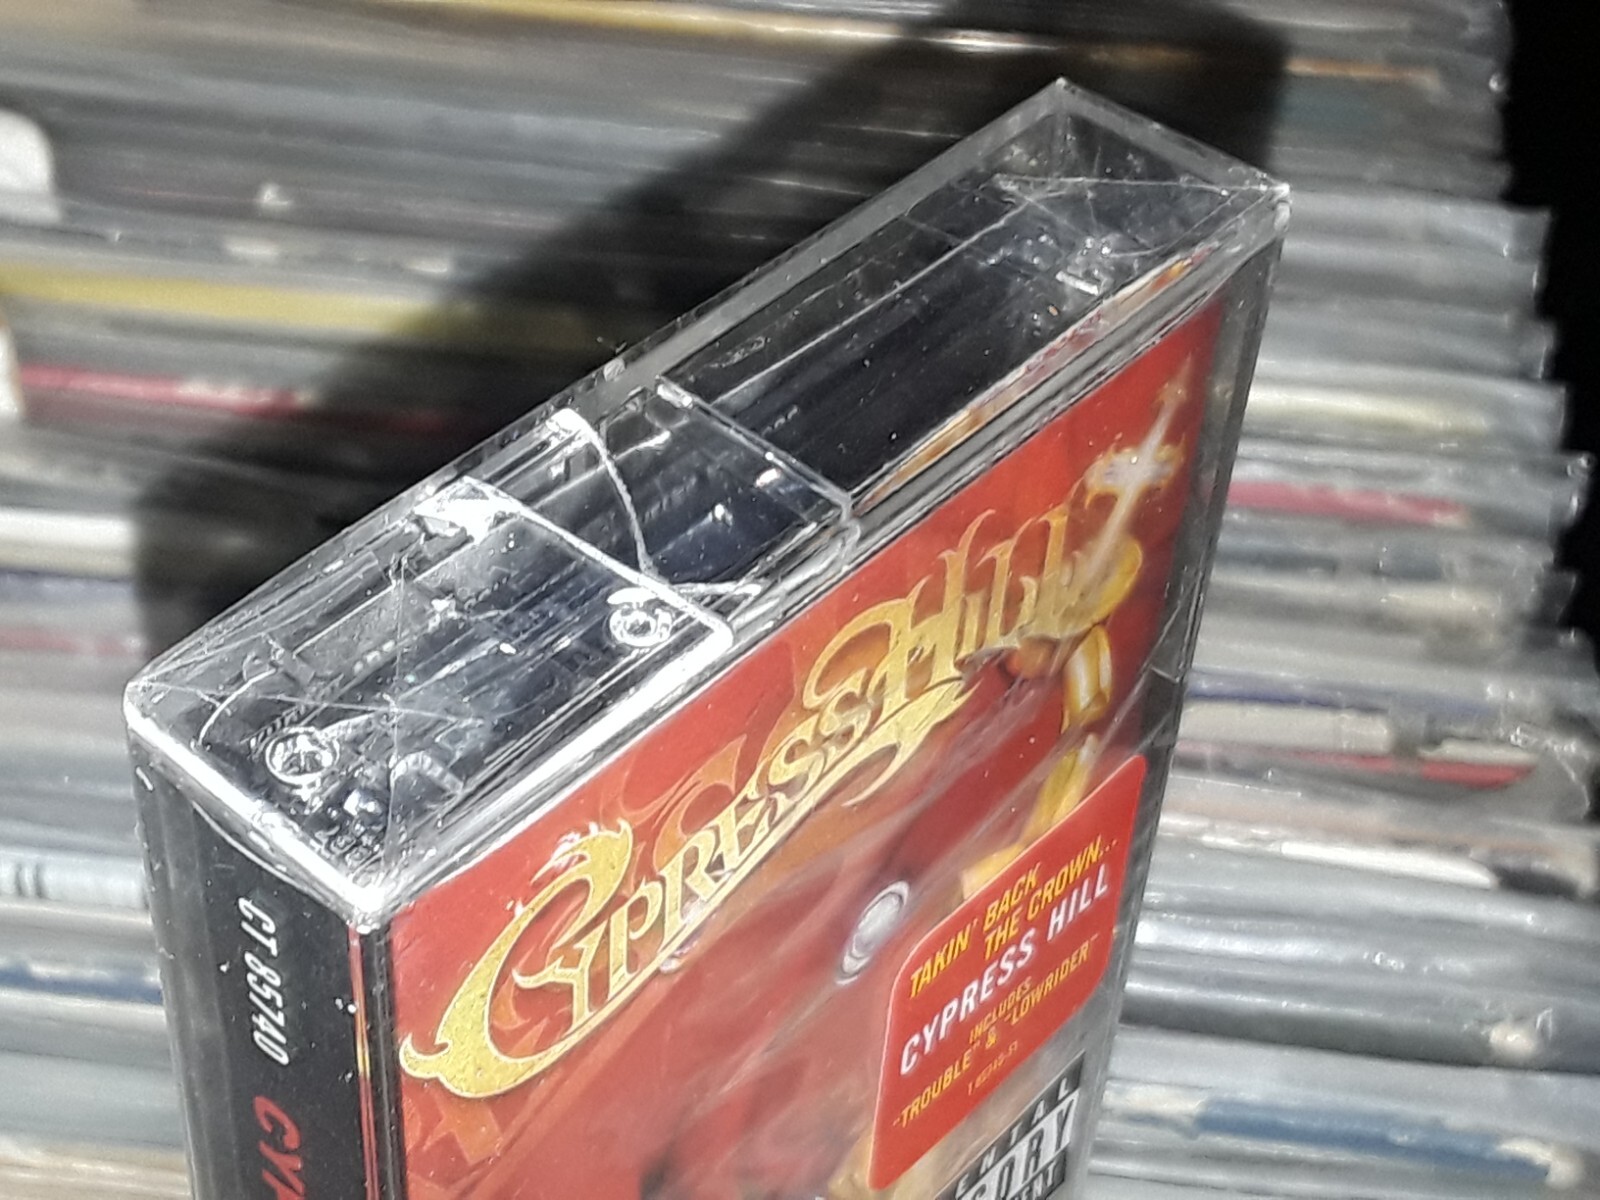 CYPRESS HILL
TAKIN' BACK
THE CROWN...
CYPRESS HILL
INCLUDES
"TROUBLE" & "LOWRIDER"
CT 85740